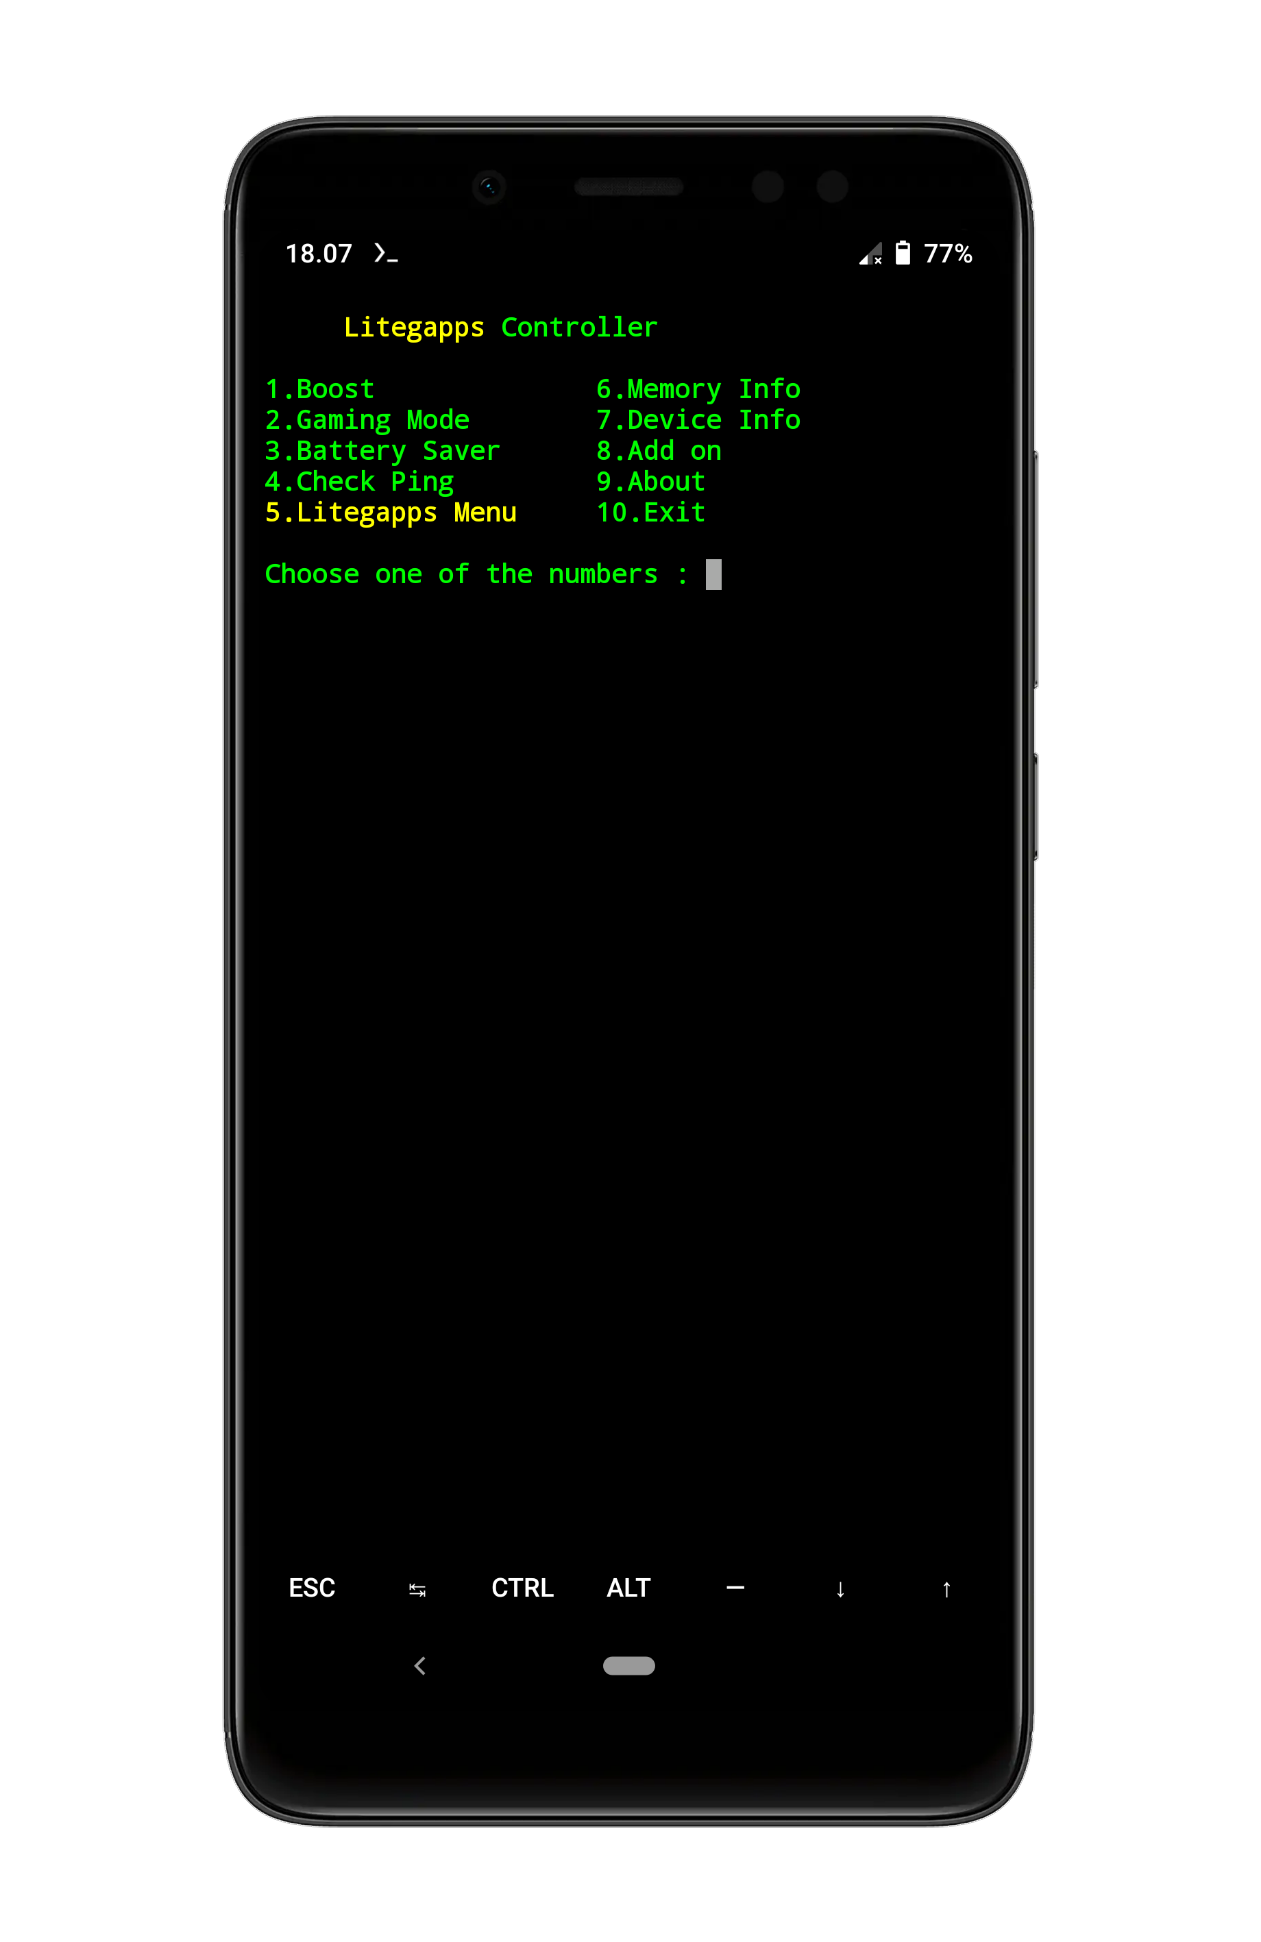 18.07 77%
Litegapps Controller
1.Boost 6.Memory Info
2.Gaming Mode 7.Device Info
3.Battery Saver 8.Add on
4.Check Ping 9.About
5.Litegapps Menu 10.Exit
Choose one of the numbers :
ESC ↹ CTRL ALT — ↓ ↑